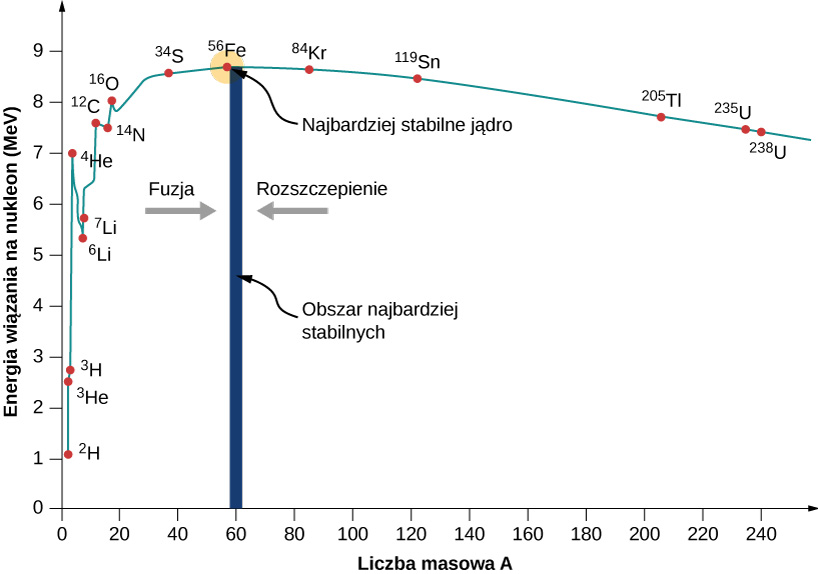 Energia wiązania na nukleon (MeV)
9
8
7
6
5
4
3
2
1
0
56Fe
34S
84Kr
119Sn
16O
12C
14N
205Tl
235U
238U
4He
7Li
6Li
3H
3He
2H
Najbardziej stabilne jądro
Fuzja
Rozszczepienie
Obszar najbardziej
stabilnych
0 20 40 60 80 100 120 140 160 180 200 220 240
Liczba masowa A